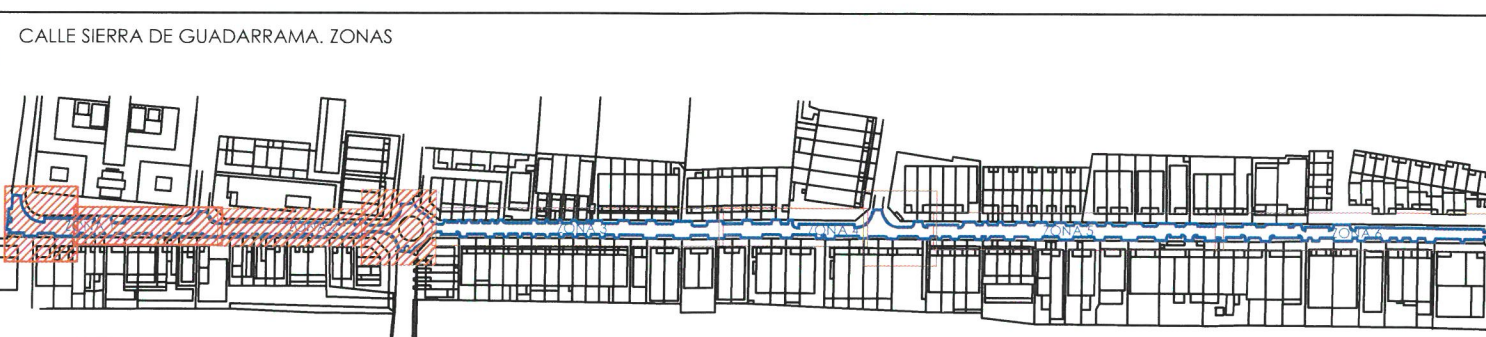 CALLE SIERRA DE GUADARRAMA. ZONAS
ZONA 3
ZONA 4
ZONA 5
ZONA 6